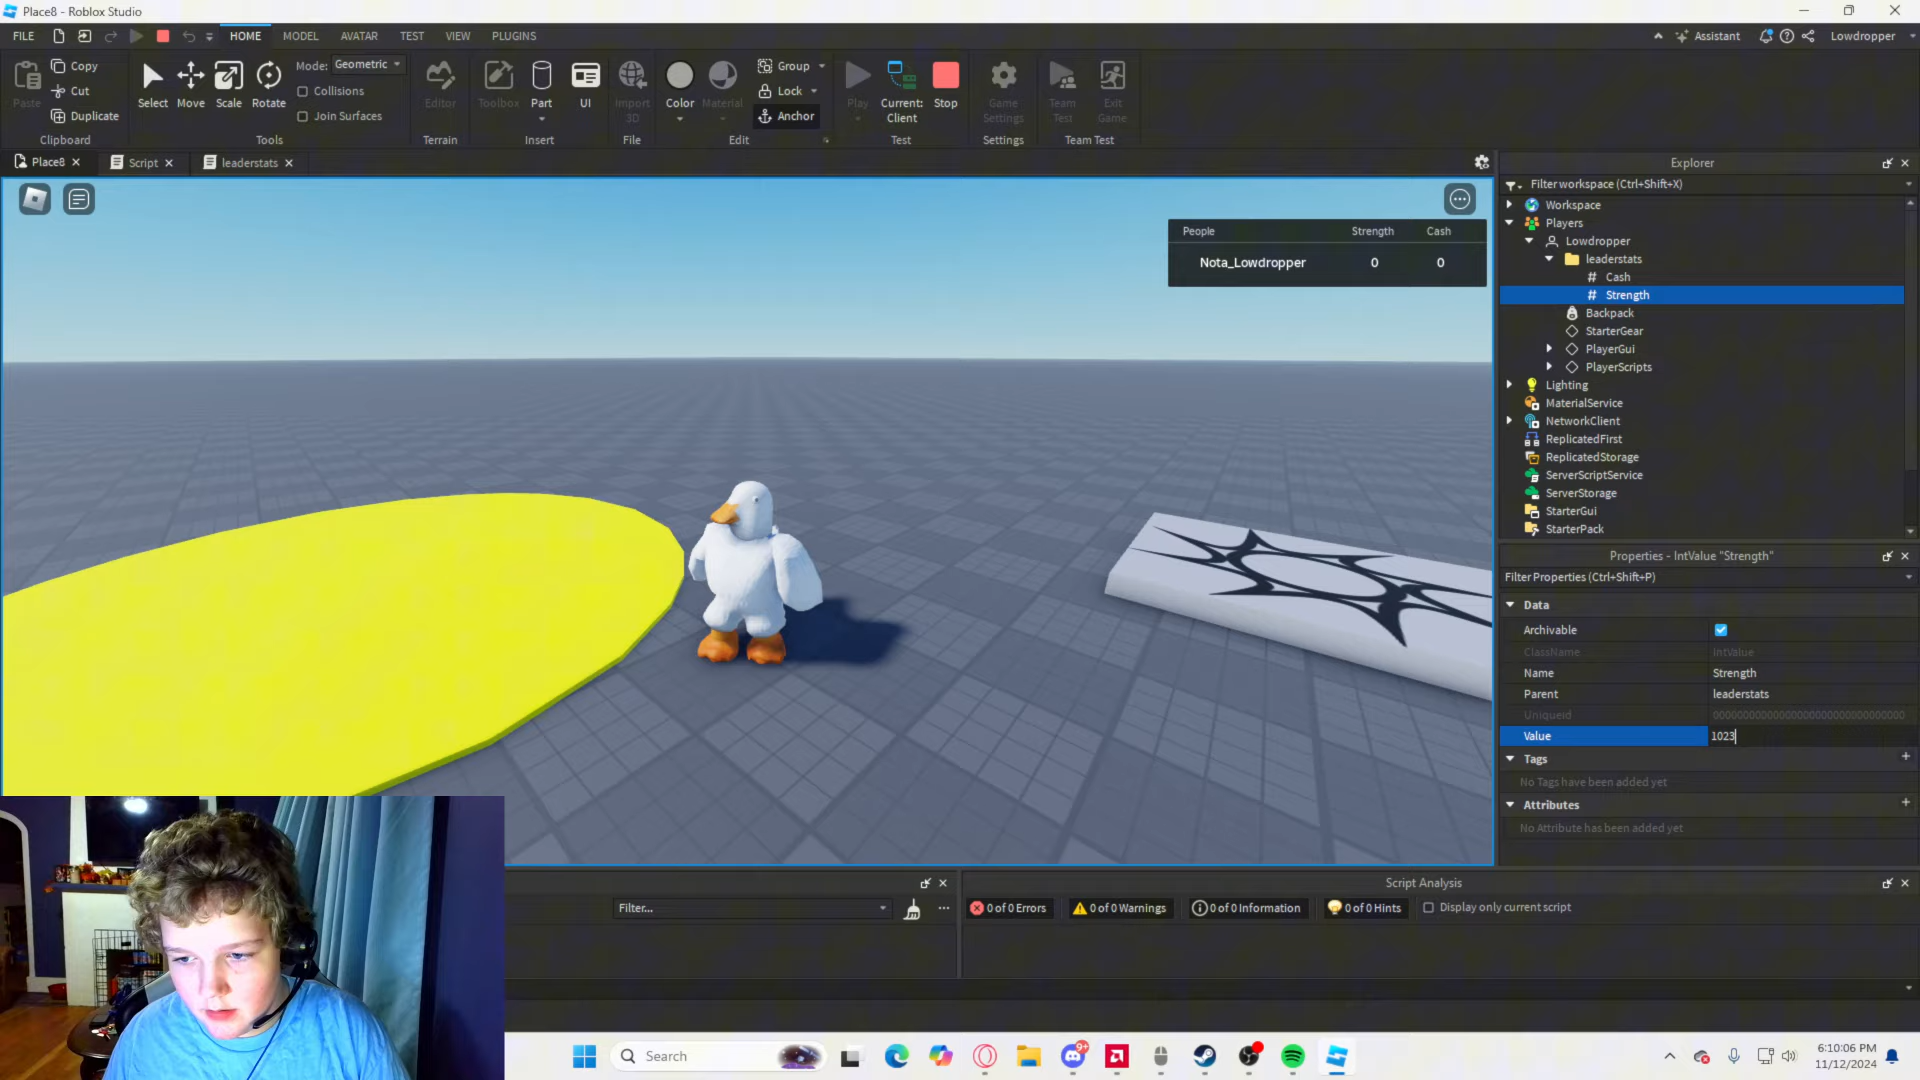 Place8 - Roblox Studio
FILE HOME MODEL AVATAR TEST VIEW PLUGINS Assistant Lowdropper
Paste Copy Cut Duplicate Clipboard
Select Move Scale Rotate Mode: Geometric Collisions Join Surfaces Tools
Editor Terrain
Toolbox Part UI Insert
Import 3D File
Color Material Group Lock Anchor Edit
Play Current: Client Stop Test
Game Settings Settings
Team Test Exit Game Team Test
Place8 Script leaderstats
People Strength Cash
Nota_Lowdropper 0 0
Explorer
Filter workspace (Ctrl+Shift+X)
Workspace
Players
Lowdropper
leaderstats
Cash
Strength
Backpack
StarterGear
PlayerGui
PlayerScripts
Lighting
MaterialService
NetworkClient
ReplicatedFirst
ReplicatedStorage
ServerScriptService
ServerStorage
StarterGui
StarterPack
Properties - IntValue "Strength"
Filter Properties (Ctrl+Shift+P)
Data
Archivable
ClassName IntValue
Name Strength
Parent leaderstats
UniqueId 00000000000000000000000000000000
Value 1023
Tags
No Tags have been added yet
Attributes
No Attribute has been added yet
Filter...
Script Analysis
0 of 0 Errors 0 of 0 Warnings 0 of 0 Information 0 of 0 Hints Display only current script
Search
9+
6:10:06 PM
11/12/2024